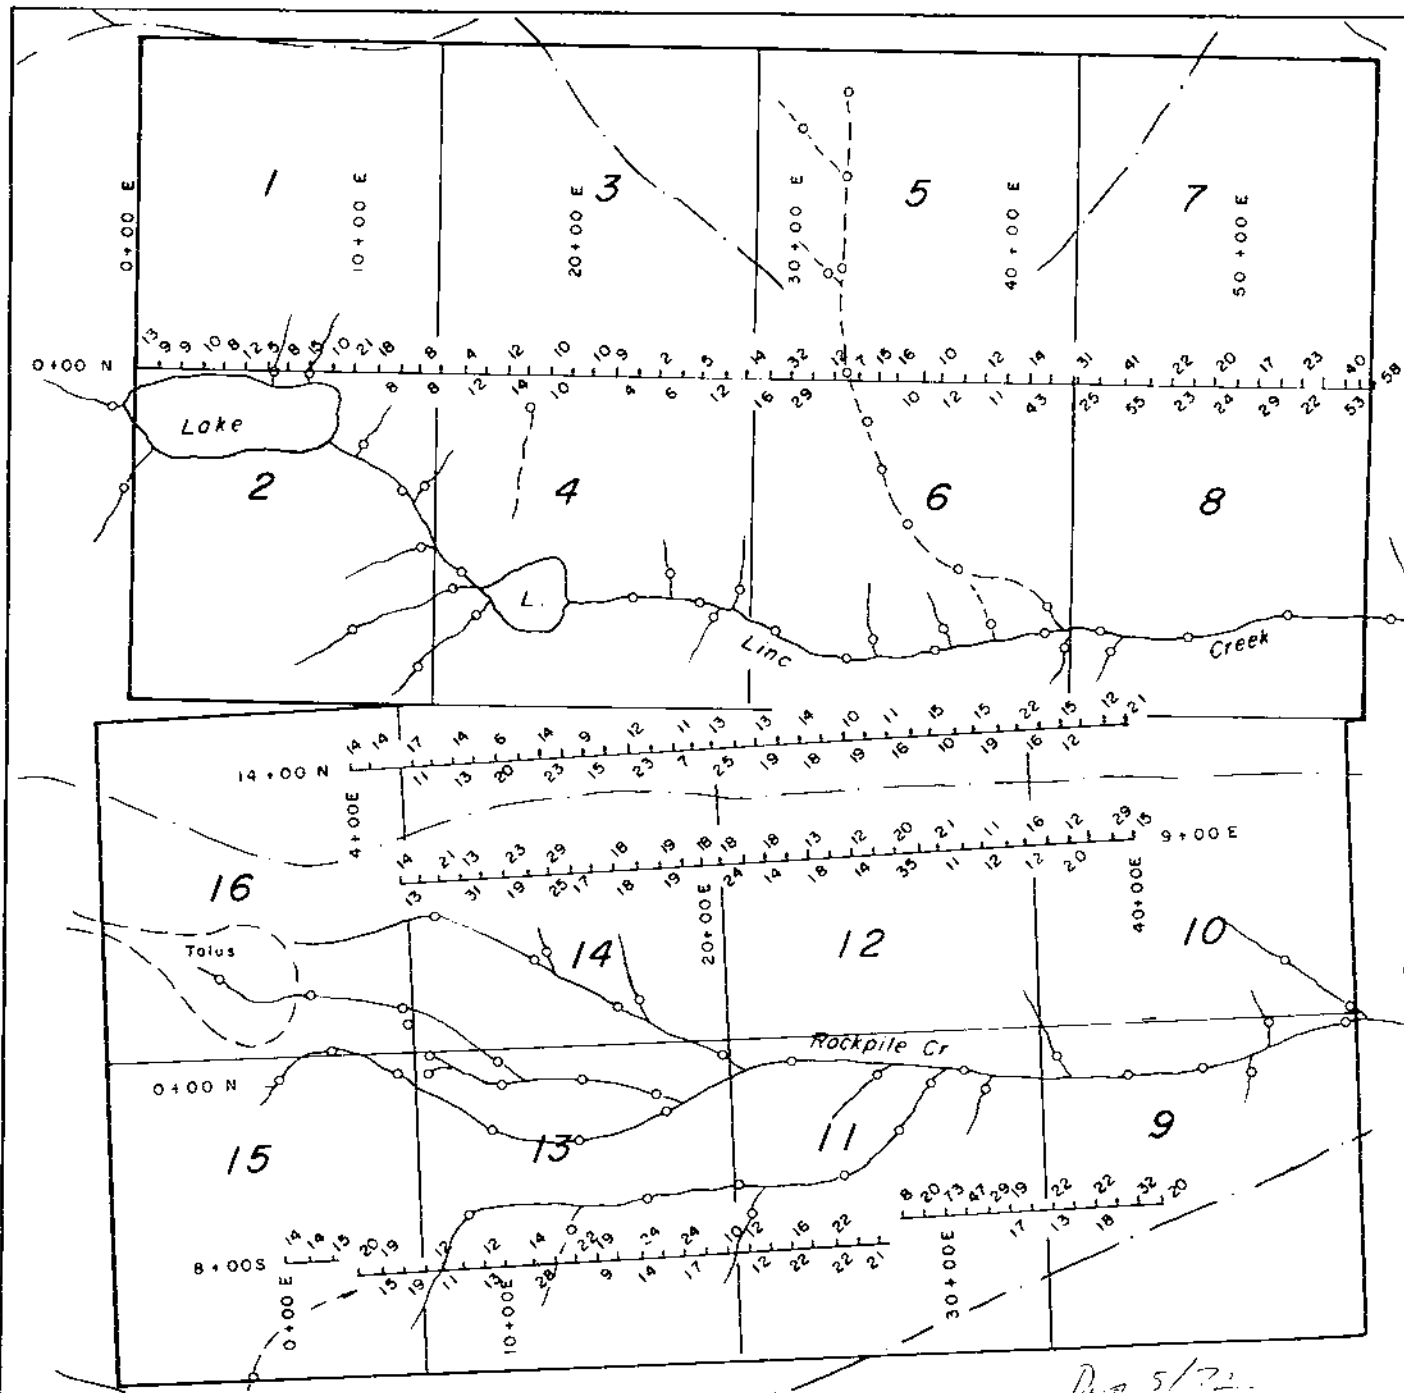 1
3
5
7
0+00 E
10+00 E
20+00 E
30+00 E
40+00 E
50+00 E
13 9 9 10 8 12 5 8 15 10 21 18 8 4 12 10 10 9 2 5 14 32 12 7 15 16 10 12 14 31 41 22 20 17 23 40 58
0+00 N
8 8 12 14 10 4 6 12 16 29 10 12 11 43 25 55 23 24 29 22 53
Lake
2
4
6
8
L.
Linc Creek
14 14 17 14 6 14 9 12 11 13 13 14 10 11 15 15 22 15 12 21
14+00 N
11 13 20 23 15 23 7 25 19 18 19 16 10 19 16 12
4+00E
14 21 13 23 29 18 19 18 18 18 13 12 20 21 11 16 12 29 15
9+00 E
13 31 19 25 17 18 19 24 14 18 14 35 11 12 12 20
16
20+00 E
40+00E
Talus
14
12
10
Rockpile Cr
0+00 N
15
13
11
9
8 20 73 47 29 19 22 22 32 20
17 13 18
14 14 15 20 19 12 12 14 22 19 24 24 10 12 16 22
8+00S
15 19 11 13 28 9 14 17 12 22 22 21
0+00 E
10+00E
30+00E